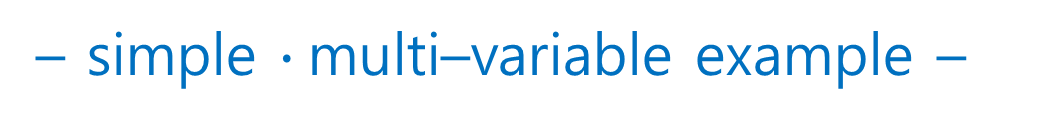 – simple · multi–variable example –